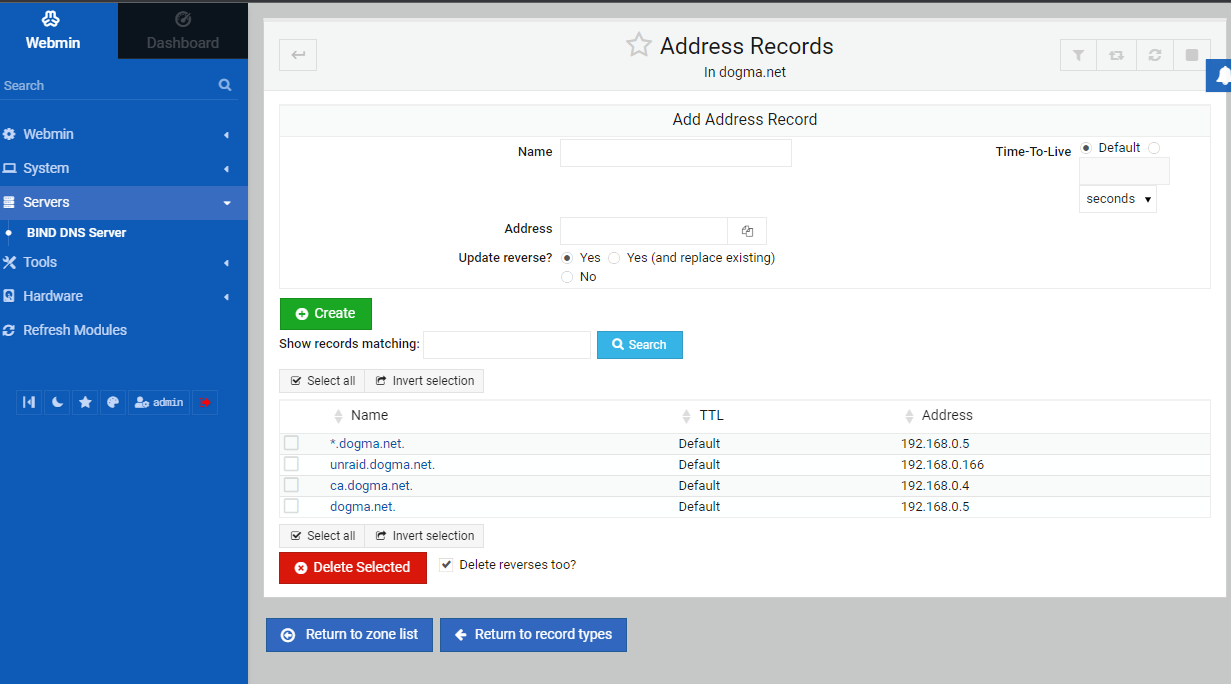 Webmin
Dashboard
Search
Webmin
System
Servers
BIND DNS Server
Tools
Hardware
Refresh Modules
admin
Address Records
In dogma.net
Add Address Record
Name
Time-To-Live Default
seconds
Address
Update reverse? Yes Yes (and replace existing)
No
Create
Show records matching: Search
Select all Invert selection
Name TTL Address
*.dogma.net. Default 192.168.0.5
unraid.dogma.net. Default 192.168.0.166
ca.dogma.net. Default 192.168.0.4
dogma.net. Default 192.168.0.5
Select all Invert selection
Delete Selected Delete reverses too?
Return to zone list Return to record types